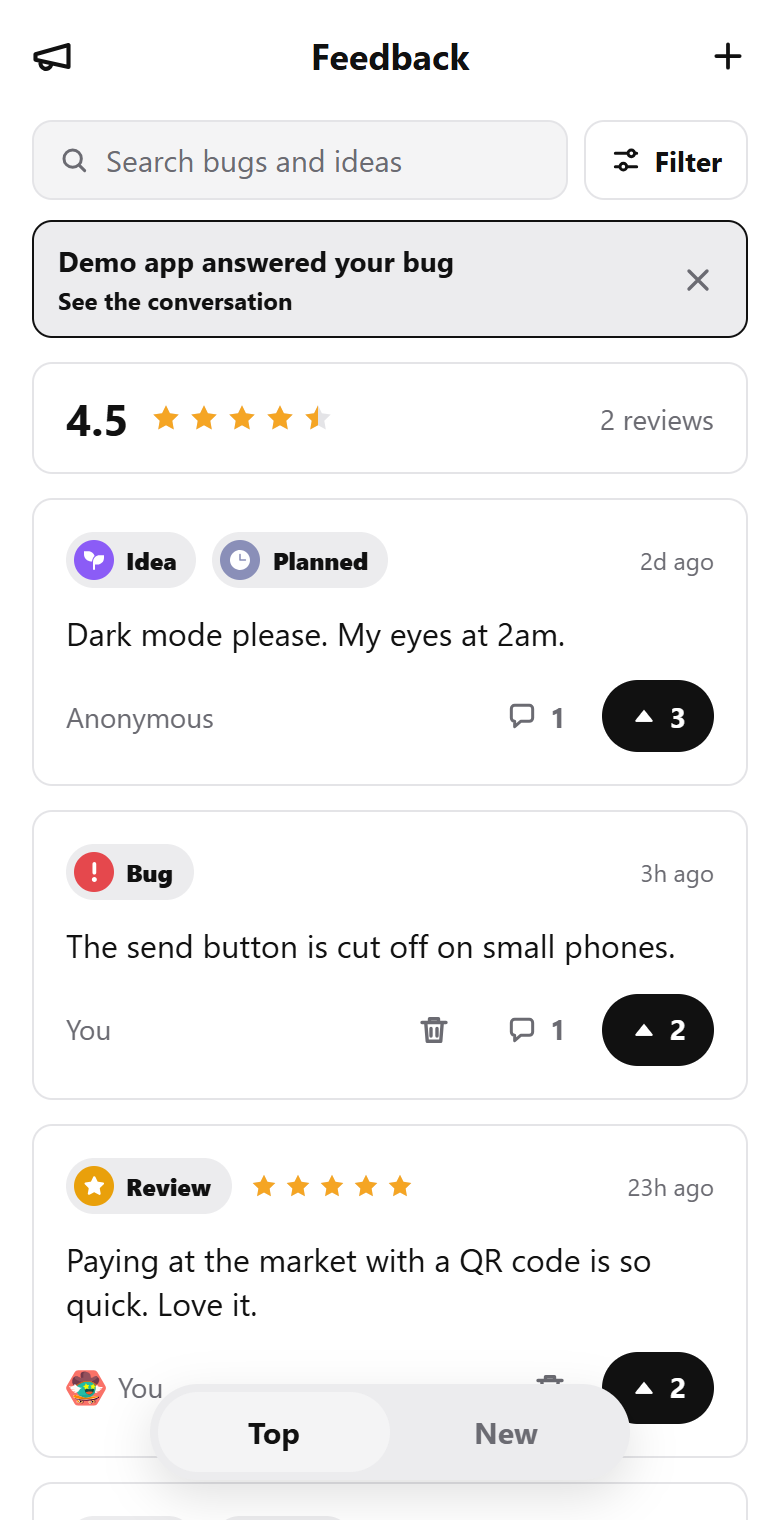 Feedback
Search bugs and ideas
Filter
Demo app answered your bug
See the conversation
4.5
2 reviews
Idea
Planned
2d ago
Dark mode please. My eyes at 2am.
Anonymous
1
3
Bug
3h ago
The send button is cut off on small phones.
You
1
2
Review
23h ago
Paying at the market with a QR code is so
quick. Love it.
You
2
Top
New